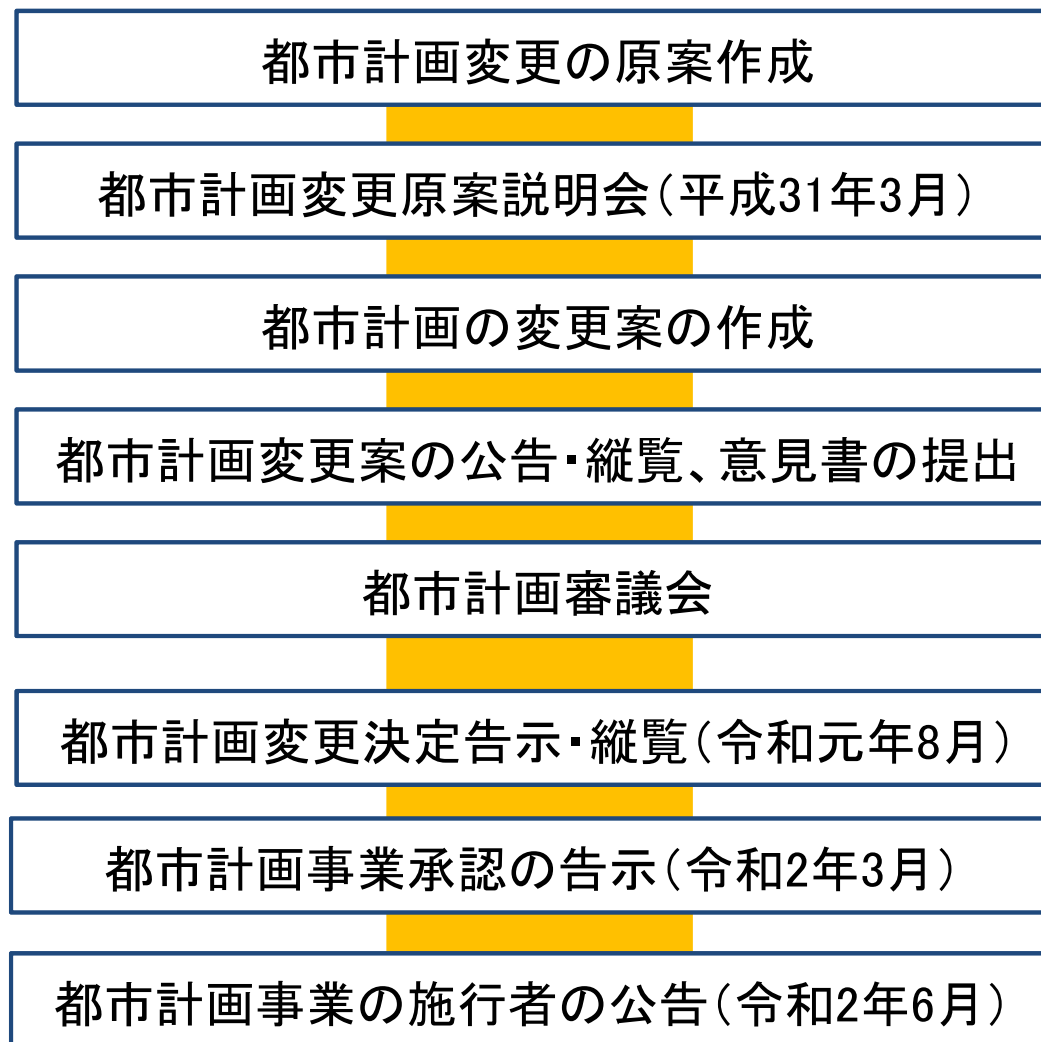 都市計画変更の原案作成
都市計画変更原案説明会(平成31年3月)
都市計画の変更案の作成
都市計画変更案の公告・縦覧、意見書の提出
都市計画審議会
都市計画変更決定告示・縦覧(令和元年8月)
都市計画事業承認の告示(令和2年3月)
都市計画事業の施行者の公告(令和2年6月)